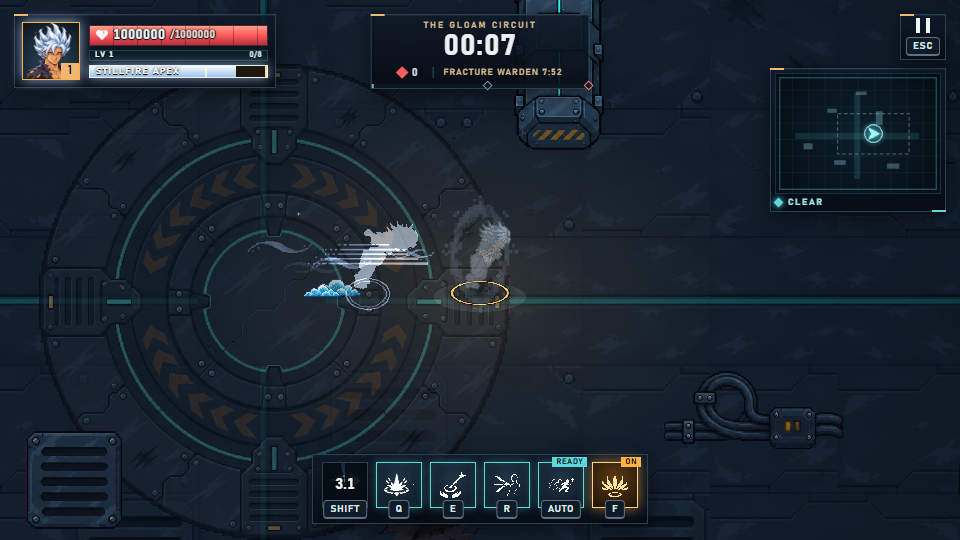 1000000 /1000000
LV 1
0/8
1
STILLFIRE APEX
THE GLOAM CIRCUIT
00:07
0
FRACTURE WARDEN 7:52
ESC
CLEAR
3.1
READY
ON
SHIFT
Q
E
R
AUTO
F